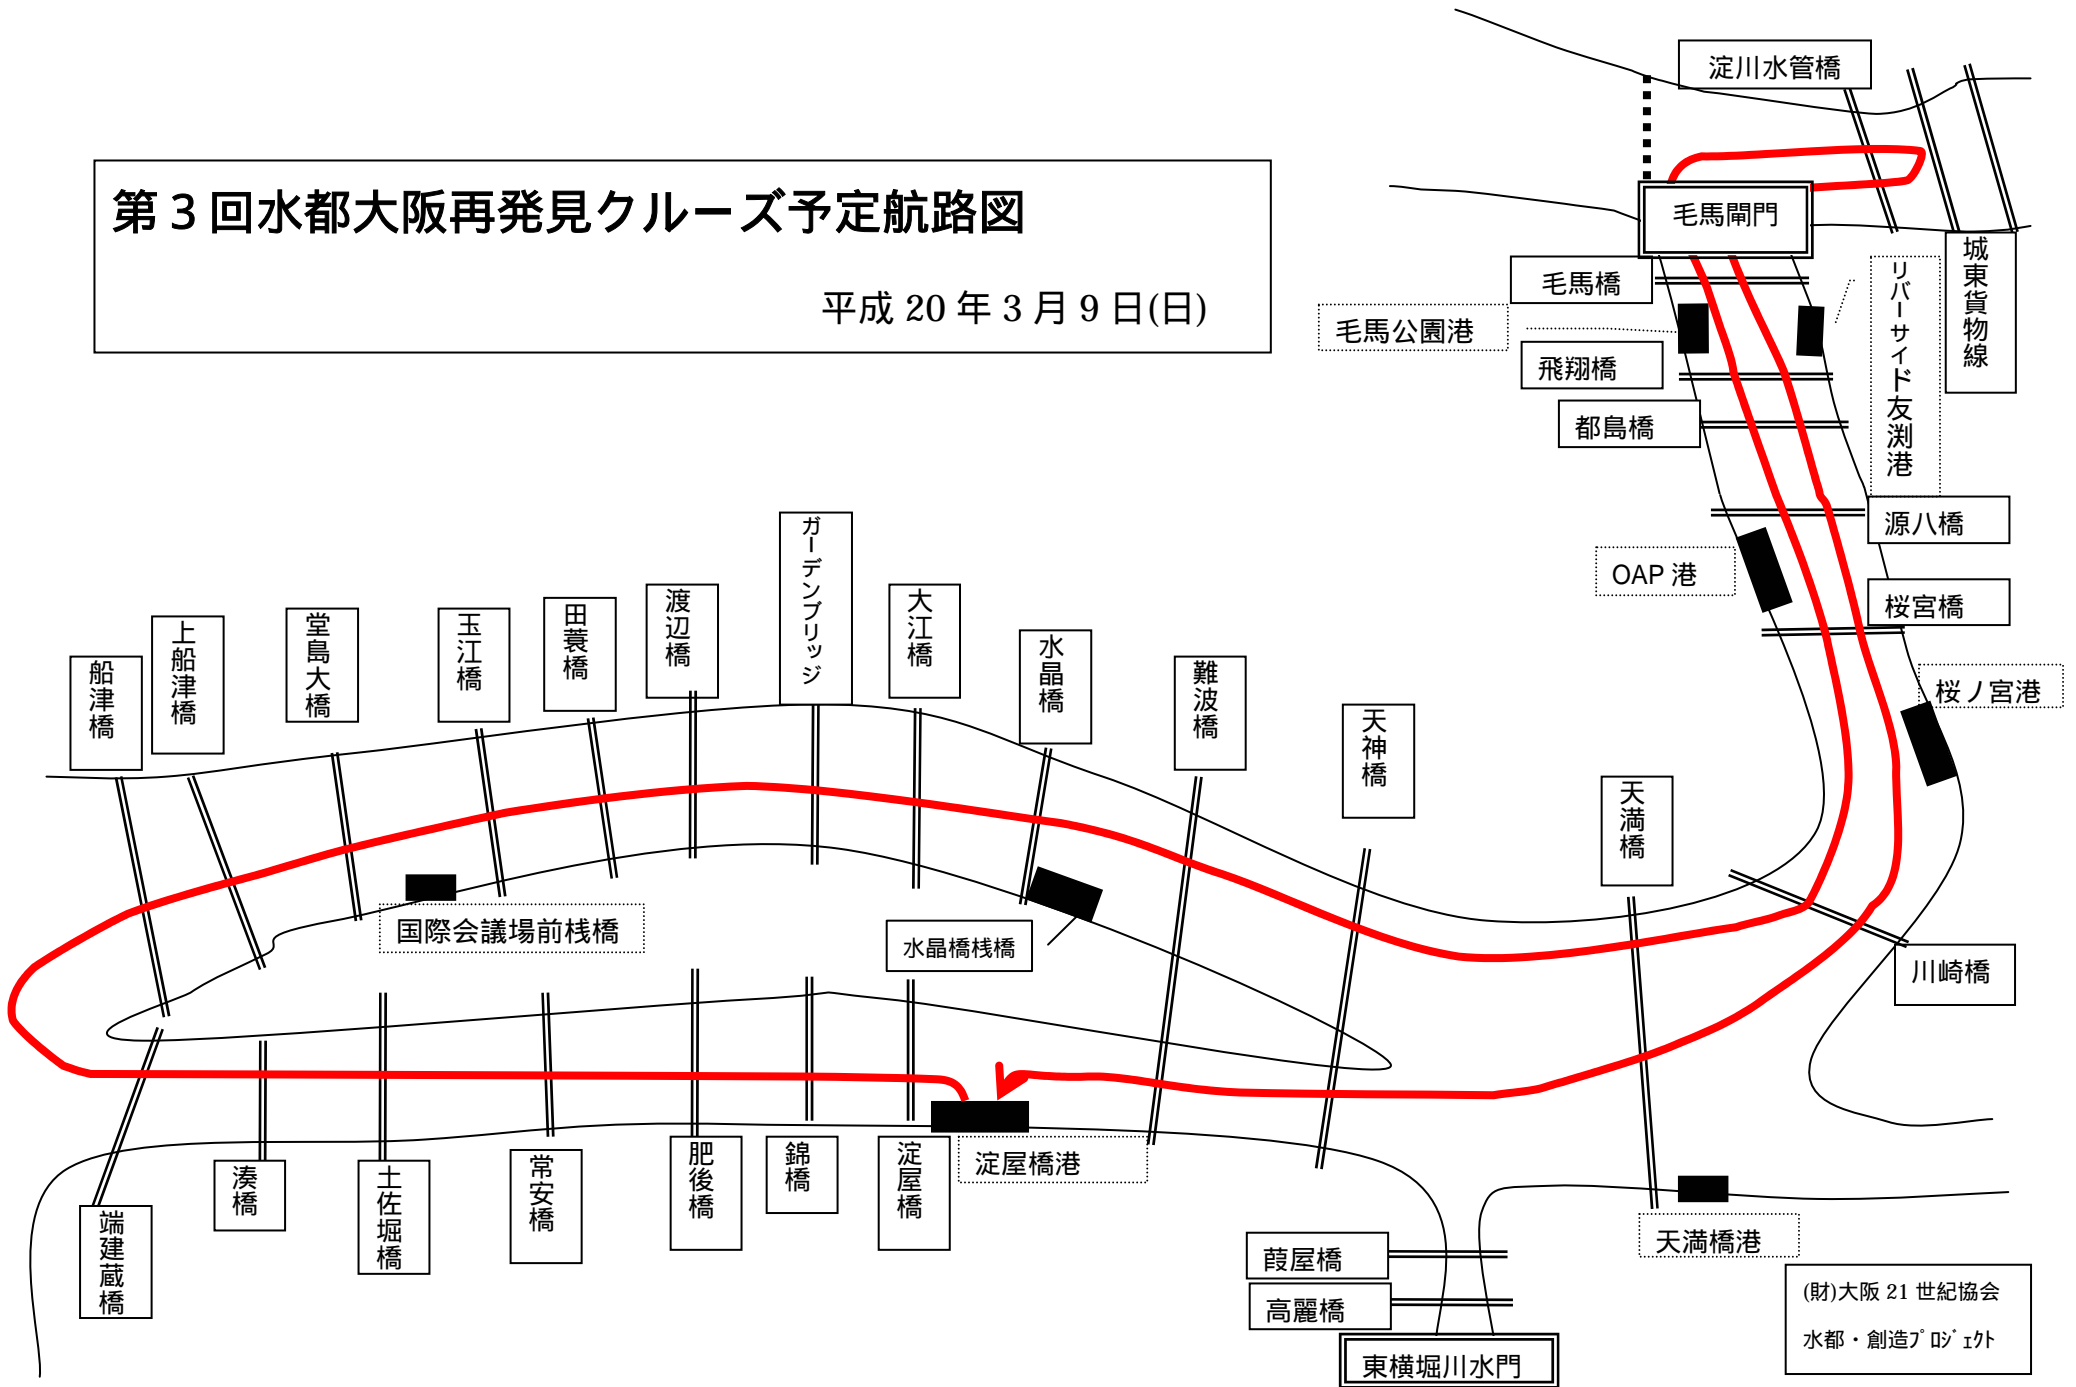 第３回水都大阪再発見クルーズ予定航路図
平成 20 年 3 月 9 日(日)
淀川水管橋
毛馬閘門
毛馬橋
毛馬公園港
飛翔橋
都島橋
リバーサイド友渕港
城東貨物線
源八橋
OAP 港
桜宮橋
桜ノ宮港
船津橋
上船津橋
堂島大橋
玉江橋
田蓑橋
渡辺橋
ガーデンブリッジ
大江橋
水晶橋
難波橋
天神橋
天満橋
川崎橋
国際会議場前桟橋
水晶橋桟橋
端建蔵橋
湊橋
土佐堀橋
常安橋
肥後橋
錦橋
淀屋橋
淀屋橋港
天満橋港
葭屋橋
高麗橋
東横堀川水門
(財)大阪 21 世紀協会
水都・創造ﾌﾟﾛｼﾞｪｸﾄ